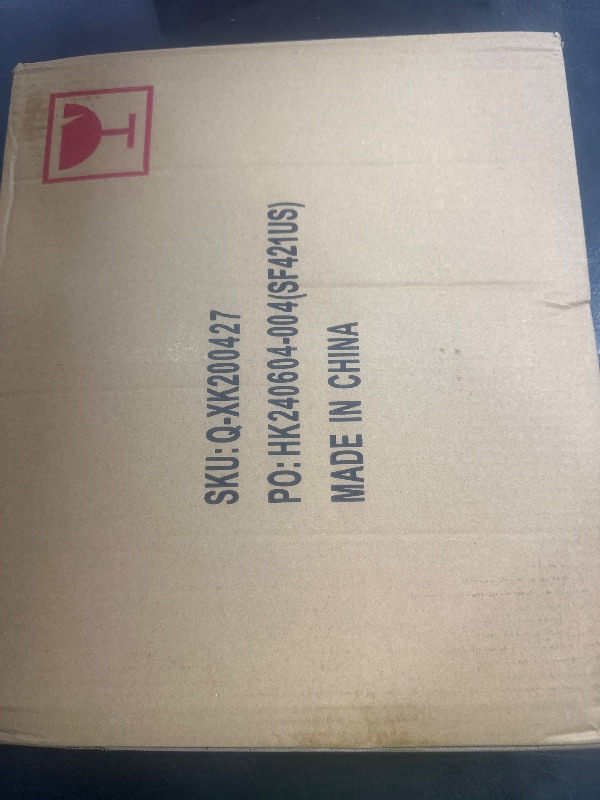 SKU: Q-XK200427
PO: HK240604-004(SF421US)
MADE IN CHINA